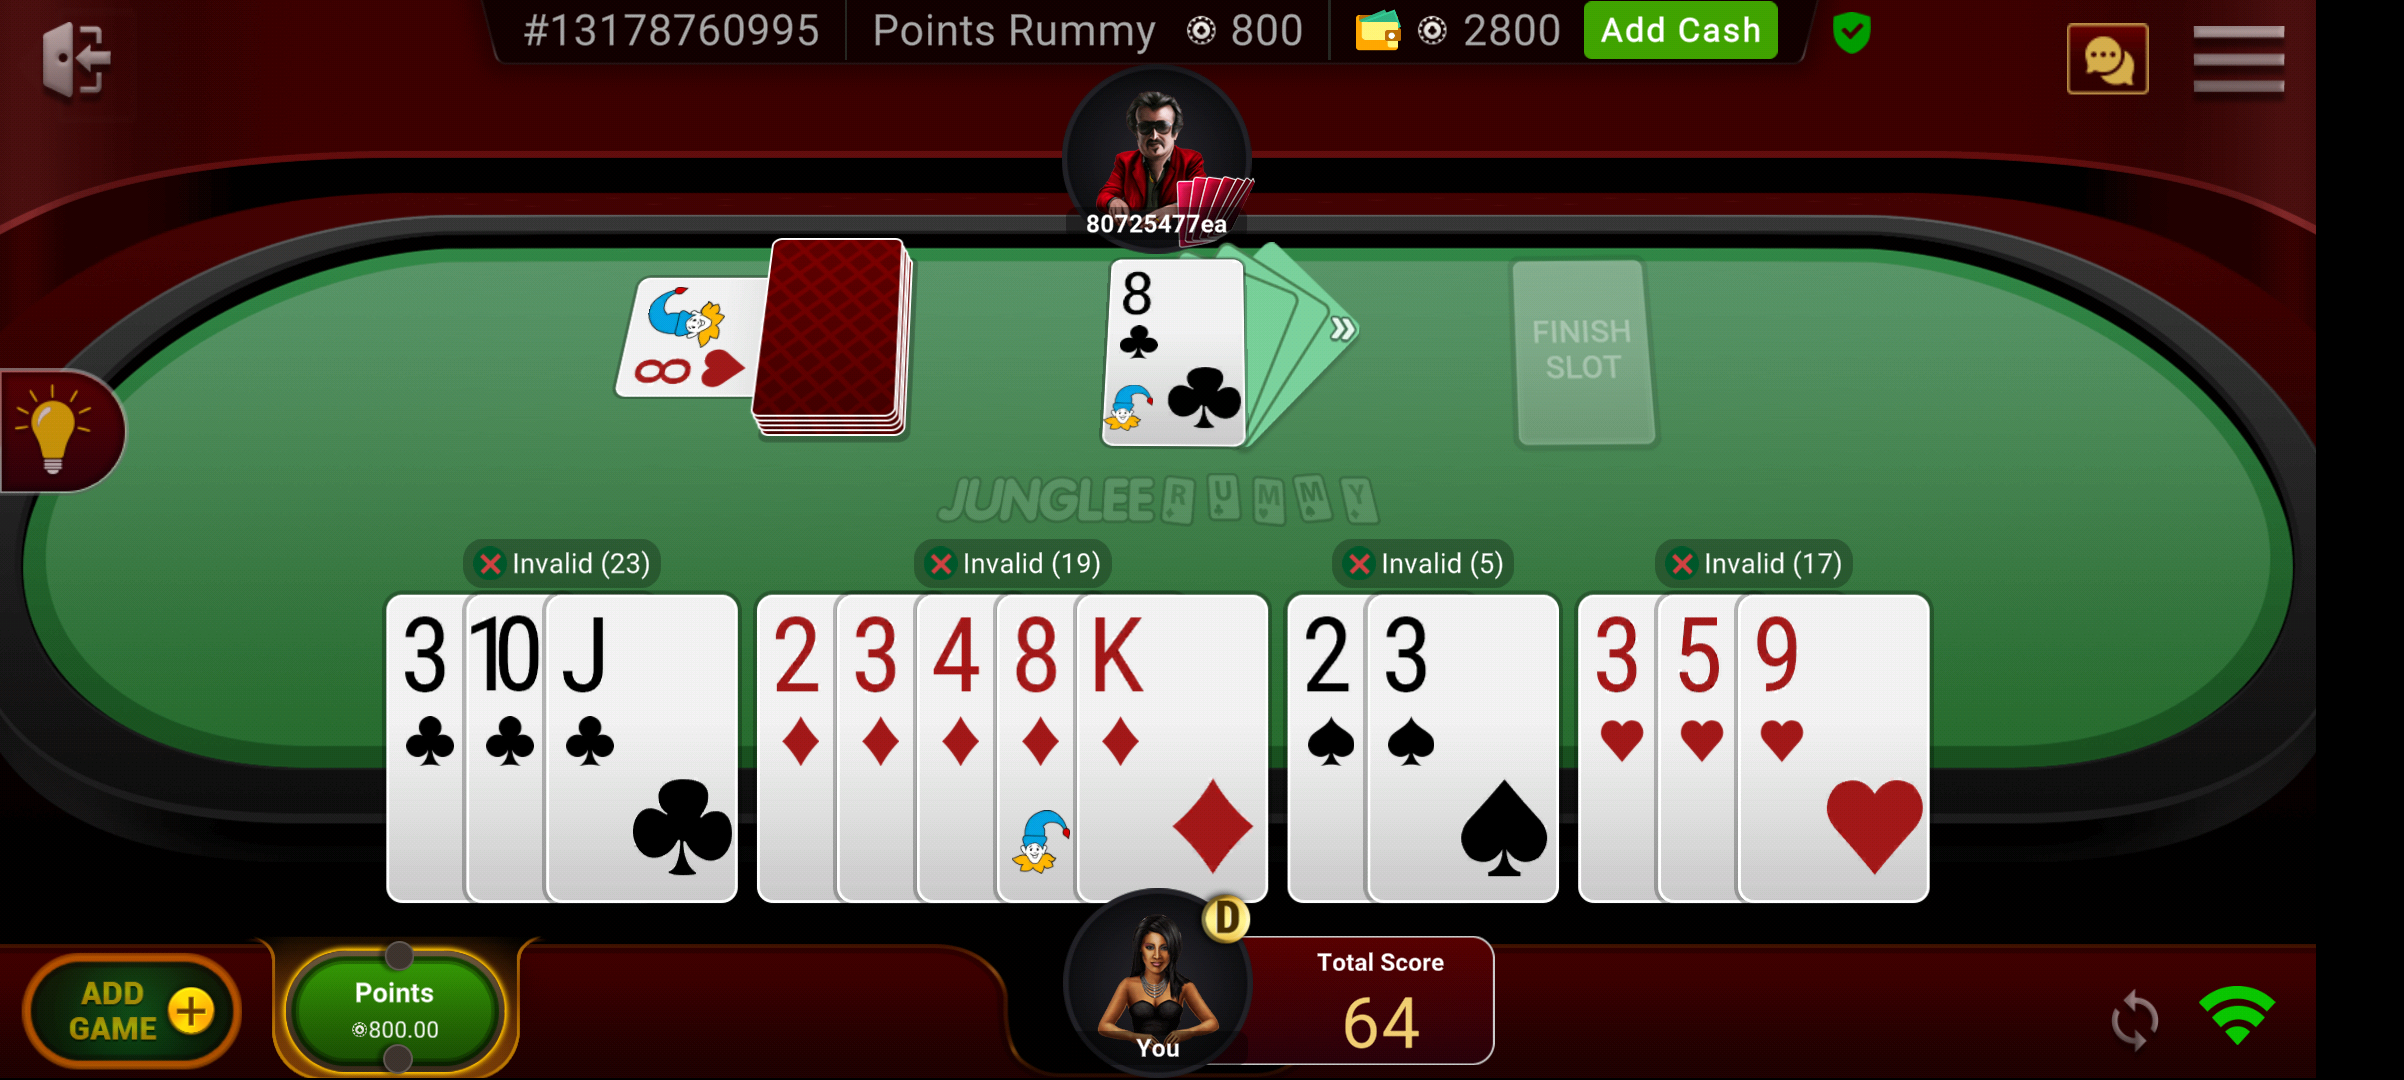 #13178760995 Points Rummy 800 2800 Add Cash
80725477ea
8
8
FINISH
SLOT
JUNGLEE RUMMY
Invalid (23) Invalid (19) Invalid (5) Invalid (17)
3 10 J 2 3 4 8 K 2 3 3 5 9
D
Total Score
64
You
ADD
GAME
Points
800.00